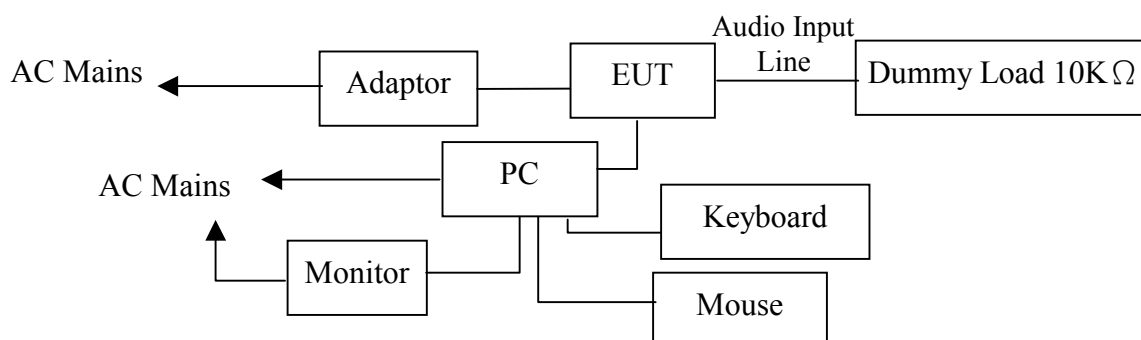 AC Mains
Adaptor
EUT
Audio Input
Line
Dummy Load 10KΩ
AC Mains
PC
Keyboard
Monitor
Mouse